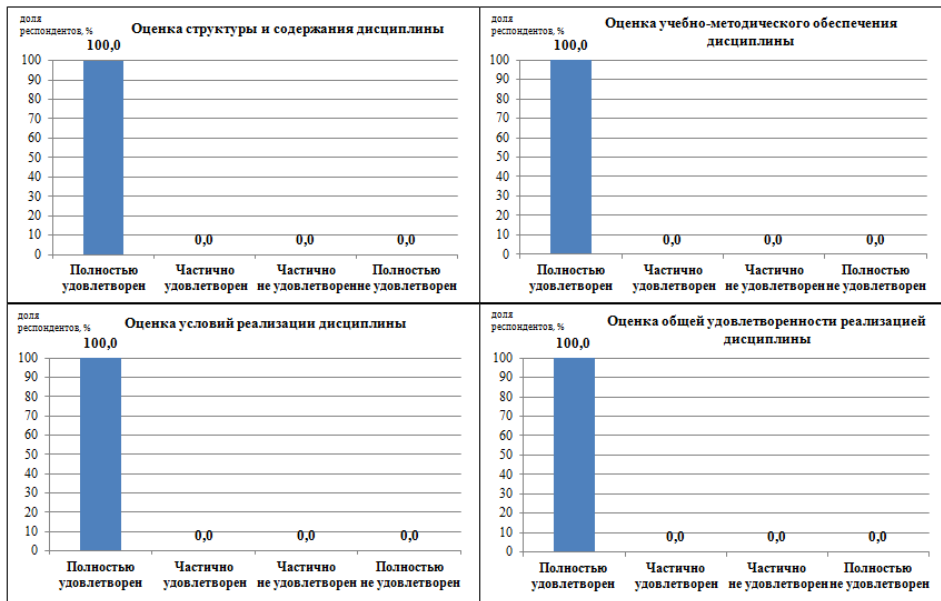 доля
респондентов, %
Оценка структуры и содержания дисциплины
100,0
100
90
80
70
60
50
40
30
20
10
0
0,0 0,0 0,0
Полностью удовлетворен
Частично удовлетворен
Частично не удовлетворен
Полностью не удовлетворен
доля
респондентов, %
Оценка учебно-методического обеспечения
дисциплины
100,0
100
90
80
70
60
50
40
30
20
10
0
0,0 0,0 0,0
Полностью удовлетворен
Частично удовлетворен
Частично не удовлетворен
Полностью не удовлетворен
доля
респондентов, %
Оценка условий реализации дисциплины
100,0
100
90
80
70
60
50
40
30
20
10
0
0,0 0,0 0,0
Полностью удовлетворен
Частично удовлетворен
Частично не удовлетворен
Полностью не удовлетворен
доля
респондентов, %
Оценка общей удовлетворенности реализацией
дисциплины
100,0
100
90
80
70
60
50
40
30
20
10
0
0,0 0,0 0,0
Полностью удовлетворен
Частично удовлетворен
Частично не удовлетворен
Полностью не удовлетворен